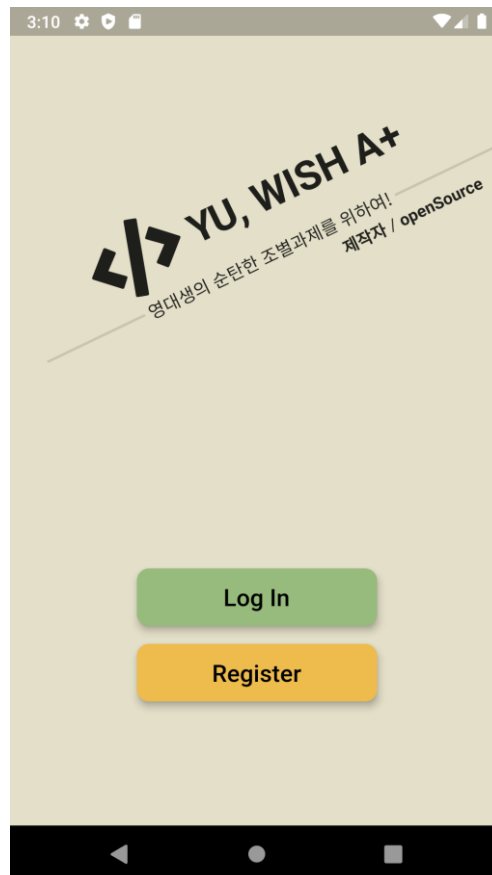 3:10
</> YU, WISH A+
영대생의 순탄한 조별과제를 위하여!
제작자 / openSource
Log In
Register